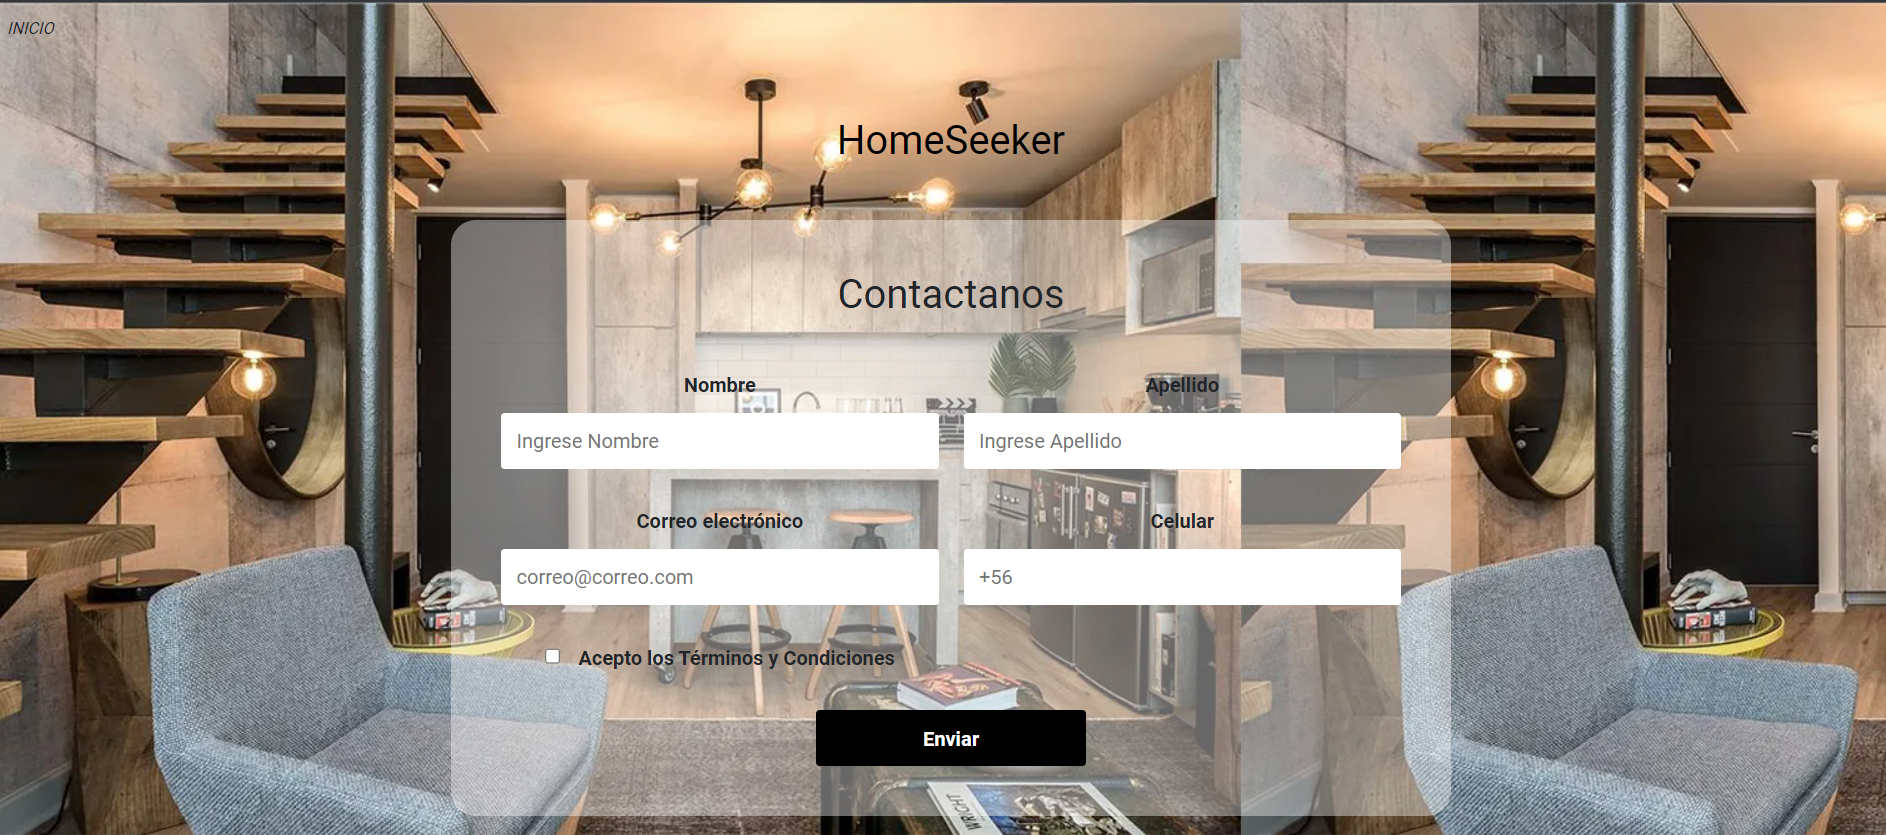 INICIO
HomeSeeker
Contactanos
Nombre
Apellido
Ingrese Nombre
Ingrese Apellido
Correo electrónico
Celular
correo@correo.com
+56
Acepto los Términos y Condiciones
Enviar
WRIGHT